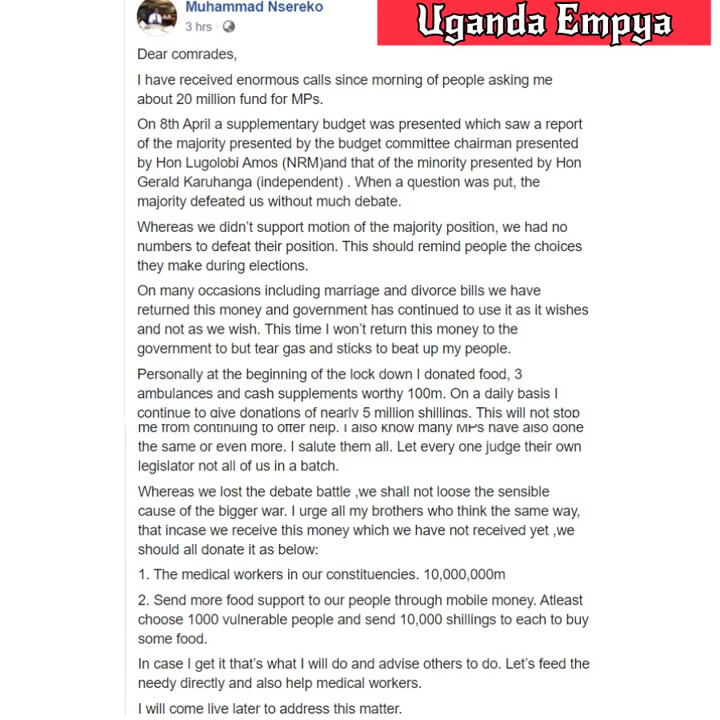 Muhammad Nsereko
Uganda Empya
3 hrs ·
Dear comrades,
I have received enormous calls since morning of people asking me
about 20 million fund for MPs.
On 8th April a supplementary budget was presented which saw a report
of the majority presented by the budget committee chairman presented
by Hon Lugolobi Amos (NRM)and that of the minority presented by Hon
Gerald Karuhanga (independent) . When a question was put, the
majority defeated us without much debate.
Whereas we didn't support motion of the majority position, we had no
numbers to defeat their position. This should remind people the choices
they make during elections.
On many occasions including marriage and divorce bills we have
returned this money and government has continued to use it as it wishes
and not as we wish. This time I won't return this money to the
government to but tear gas and sticks to beat up my people.
Personally at the beginning of the lock down I donated food, 3
ambulances and cash supplements worthy 100m. On a daily basis I
continue to give donations of nearly 5 million shillings. This will not stop
me from continuing to offer help. I also know many MPs have also done
the same or even more. I salute them all. Let every one judge their own
legislator not all of us in a batch.
Whereas we lost the debate battle ,we shall not loose the sensible
cause of the bigger war. I urge all my brothers who think the same way,
that incase we receive this money which we have not received yet ,we
should all donate it as below:
1. The medical workers in our constituencies. 10,000,000m
2. Send more food support to our people through mobile money. Atleast
choose 1000 vulnerable people and send 10,000 shillings to each to buy
some food.
In case I get it that's what I will do and advise others to do. Let's feed the
needy directly and also help medical workers.
I will come live later to address this matter.